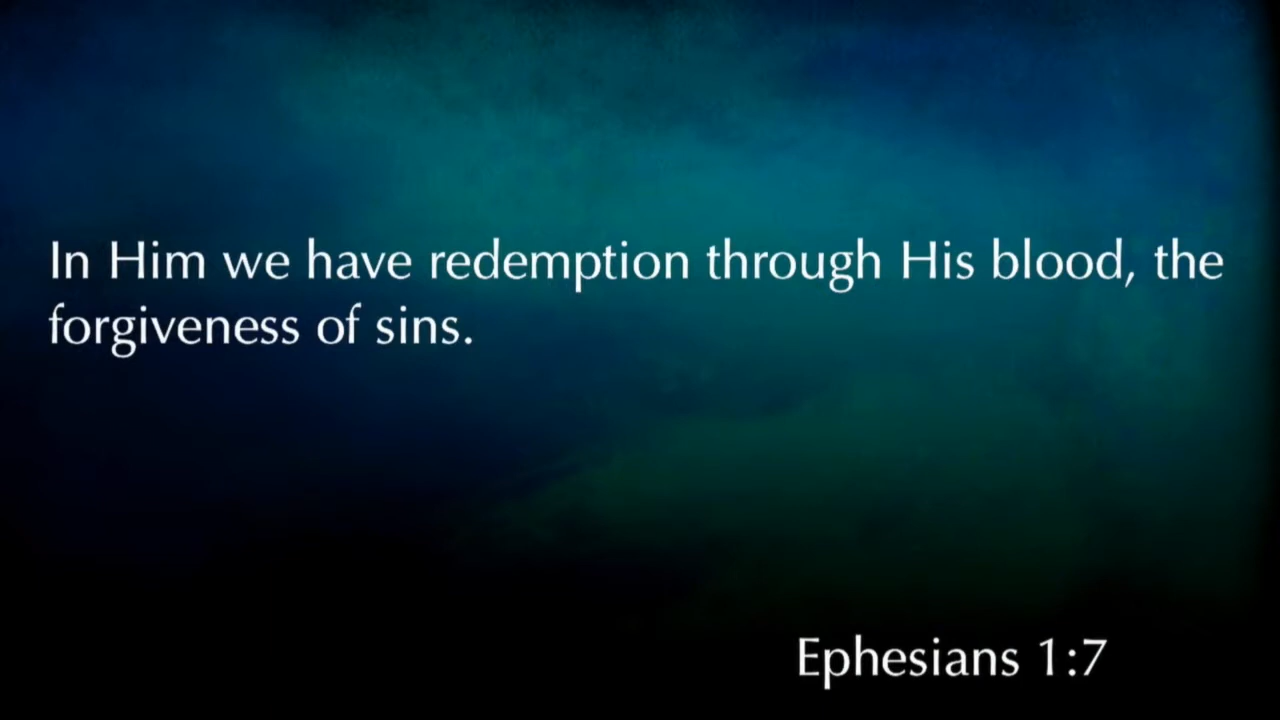 In Him we have redemption through His blood, the
forgiveness of sins.
Ephesians 1:7